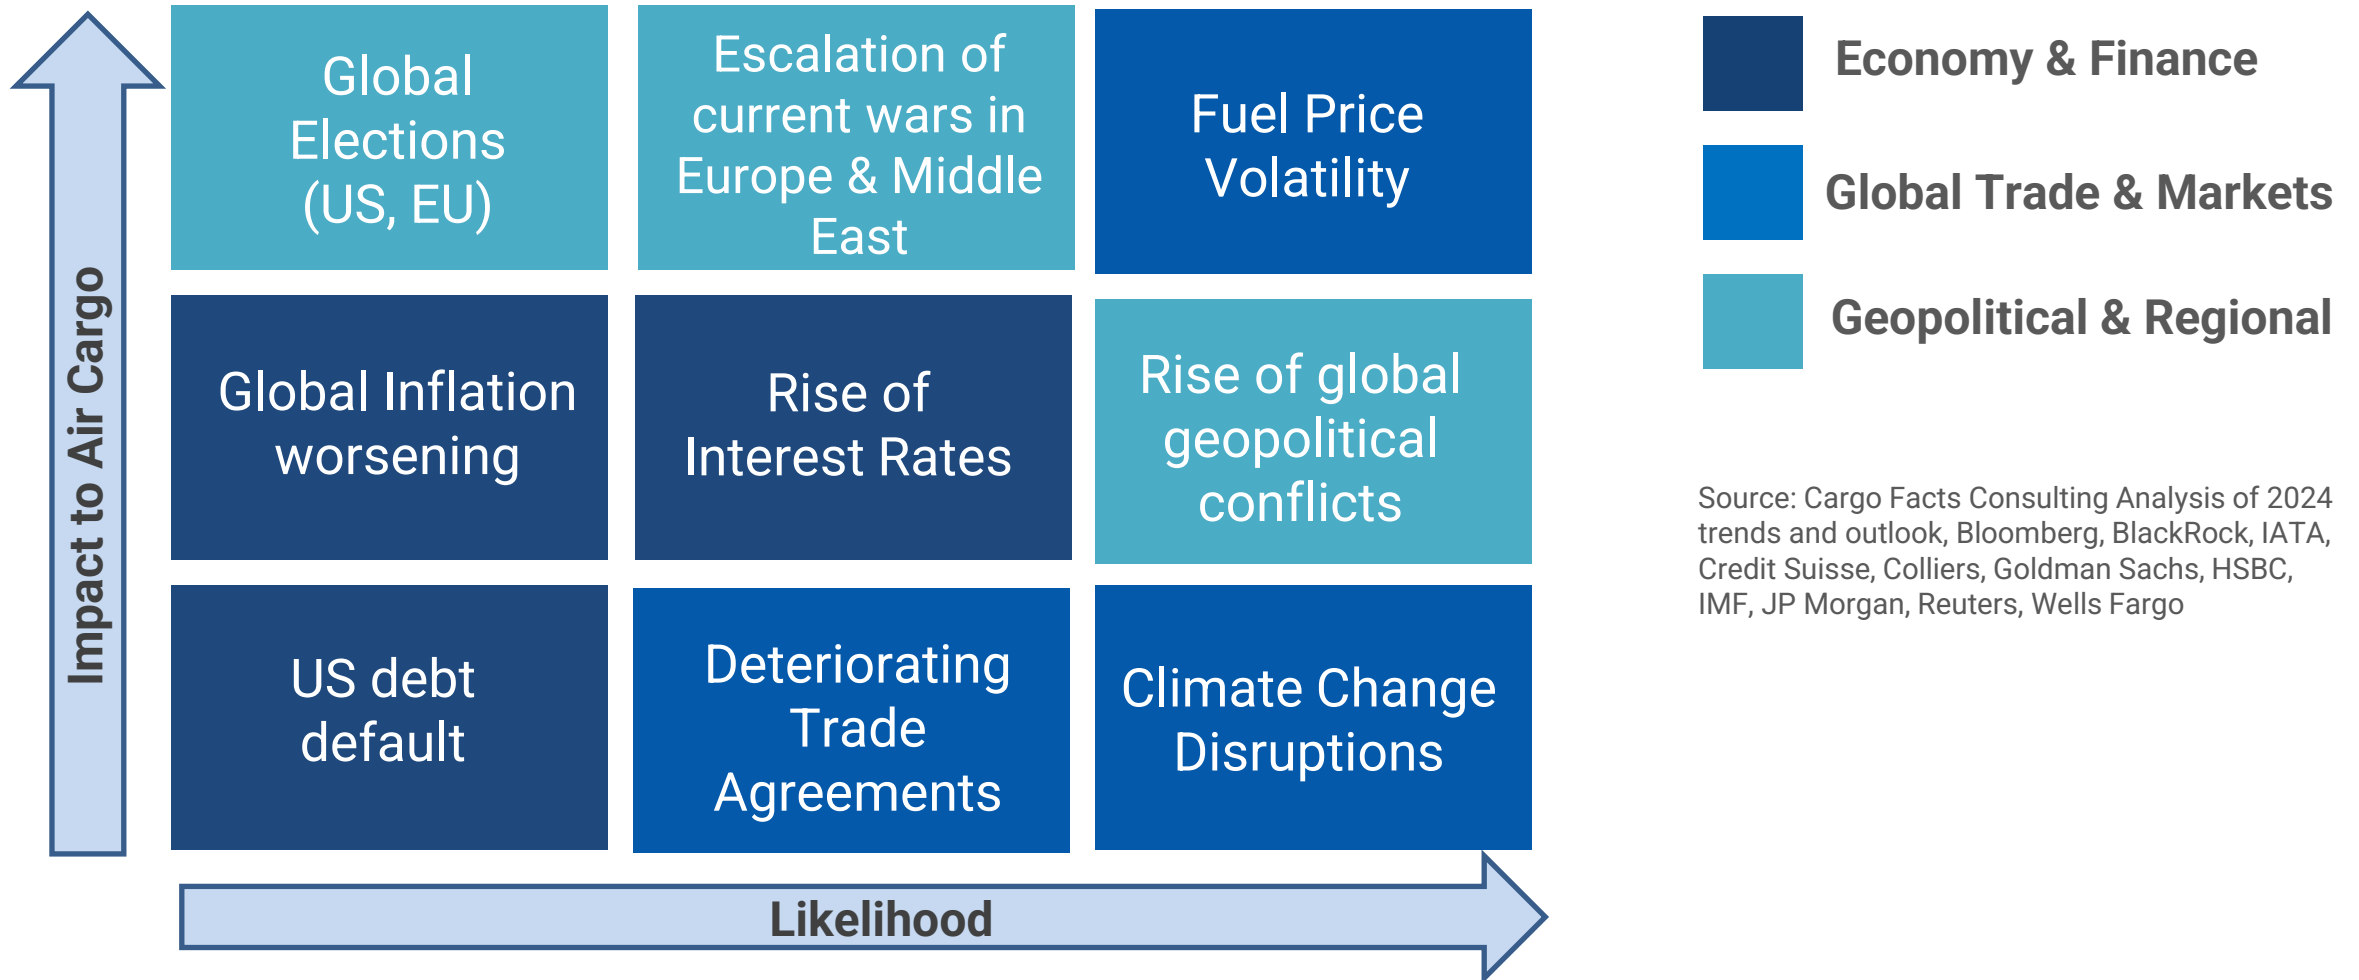 Global
Elections
(US, EU)
Escalation of
current wars in
Europe & Middle
East
Fuel Price
Volatility
Global Inflation
worsening
Rise of
Interest Rates
Rise of global
geopolitical
conflicts
US debt
default
Deteriorating
Trade
Agreements
Climate Change
Disruptions
Impact to Air Cargo
Likelihood
Economy & Finance
Global Trade & Markets
Geopolitical & Regional
Source: Cargo Facts Consulting Analysis of 2024
trends and outlook, Bloomberg, BlackRock, IATA,
Credit Suisse, Colliers, Goldman Sachs, HSBC,
IMF, JP Morgan, Reuters, Wells Fargo